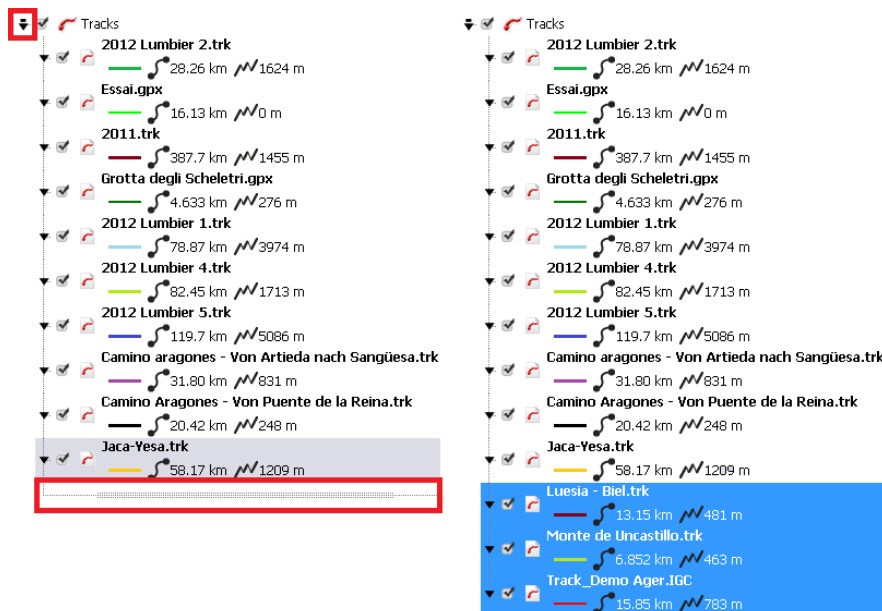 Tracks
2012 Lumbier 2.trk
28.26 km 1624 m
Essai.gpx
16.13 km 0 m
2011.trk
387.7 km 1455 m
Grotta degli Scheletri.gpx
4.633 km 276 m
2012 Lumbier 1.trk
78.87 km 3974 m
2012 Lumbier 4.trk
82.45 km 1713 m
2012 Lumbier 5.trk
119.7 km 5086 m
Camino aragones - Von Artieda nach Sangüesa.trk
31.80 km 831 m
Camino Aragones - Von Puente de la Reina.trk
20.42 km 248 m
Jaca-Yesa.trk
58.17 km 1209 m
Tracks
2012 Lumbier 2.trk
28.26 km 1624 m
Essai.gpx
16.13 km 0 m
2011.trk
387.7 km 1455 m
Grotta degli Scheletri.gpx
4.633 km 276 m
2012 Lumbier 1.trk
78.87 km 3974 m
2012 Lumbier 4.trk
82.45 km 1713 m
2012 Lumbier 5.trk
119.7 km 5086 m
Camino aragones - Von Artieda nach Sangüesa.trk
31.80 km 831 m
Camino Aragones - Von Puente de la Reina.trk
20.42 km 248 m
Jaca-Yesa.trk
58.17 km 1209 m
Luesia - Biel.trk
13.15 km 481 m
Monte de Uncastillo.trk
6.852 km 463 m
Track_Demo Ager.IGC
15.85 km 783 m